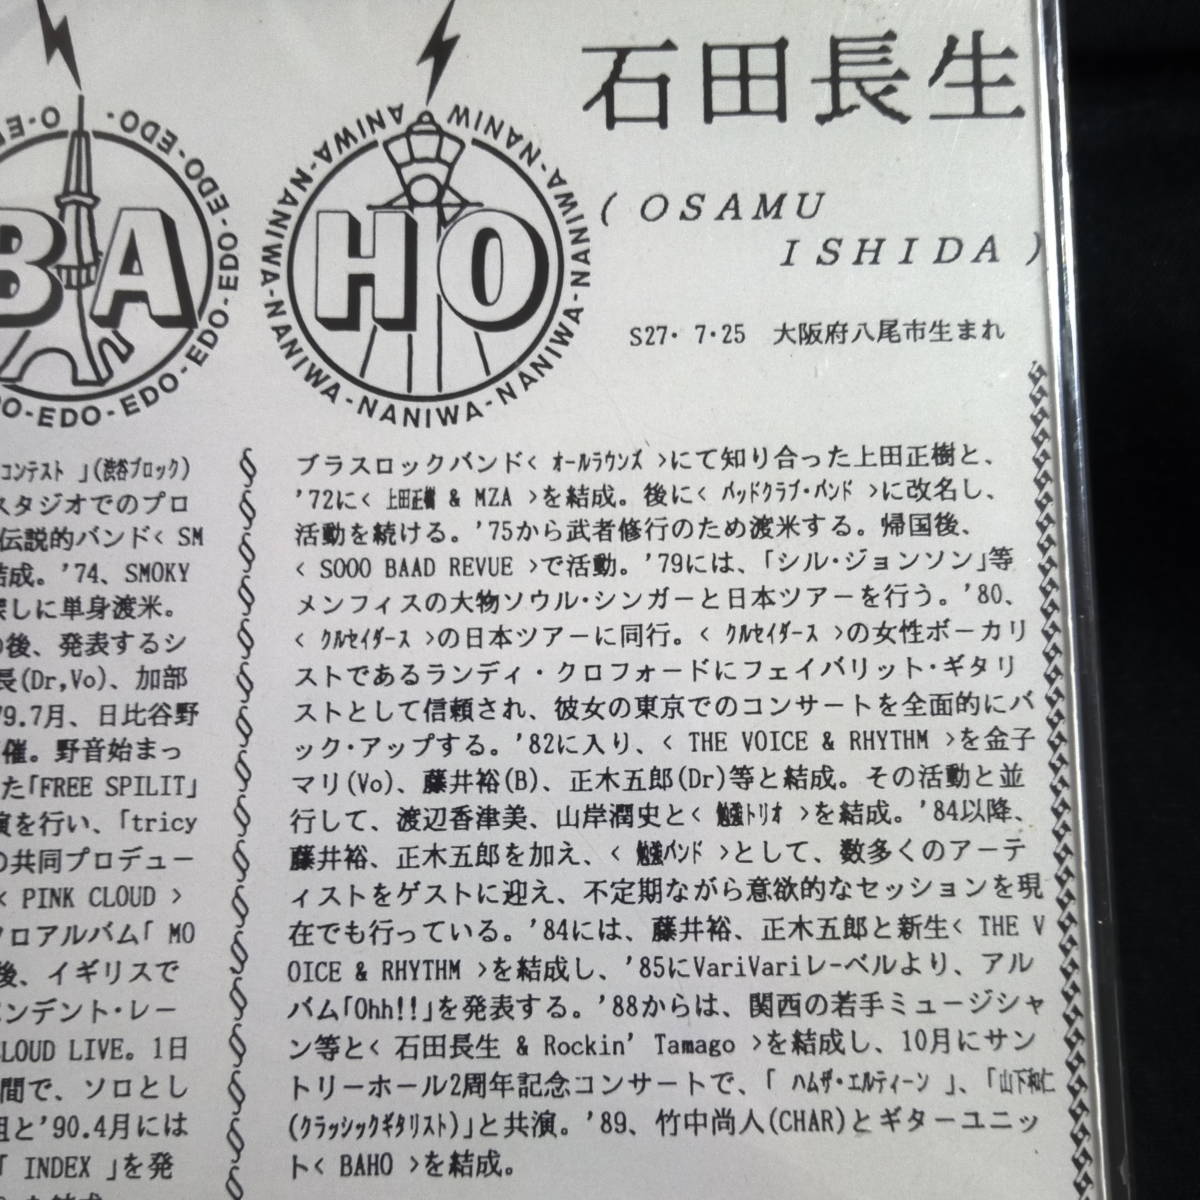 石田長生
(OSAMU
ISHIDA)
S27・7・25 大阪府八尾市生まれ
BA
HO
EDO-EDO-EDO-EDO-EDO-EDO
NANIWA-NANIWA-NANIWA-NANIWA-NANIWA-NANIWA
コンテスト」(渋谷ブロック)
スタジオでのプロ
伝説的バンド< SM
結成。'74、SMOKY
探しに単身渡米。
の後、発表するシ
長(Dr,Vo)、加部
79.7月、日比谷野
催。野音始まっ
た「FREE SPILIT」
演を行い、「tricy
の共同プロデュー
< PINK CLOUD >
ソロアルバム「 MO
後、イギリスで
ンデント・レー
LOUD LIVE。1日
間で、ソロとし
組と'90.4月には
「 INDEX 」を発
ブラスロックバンド< オールラウンズ >にて知り合った上田正樹と、
'72に< 上田正樹 & MZA >を結成。後に< バッドクラブ・バンド >に改名し、
活動を続ける。'75から武者修行のため渡米する。帰国後、
< SOOO BAAD REVUE >で活動。'79には、「シル・ジョンソン」等
メンフィスの大物ソウル・シンガーと日本ツアーを行う。'80、
< クルセイダース >の日本ツアーに同行。< クルセイダース >の女性ボーカリ
ストであるランディ・クロフォードにフェイバリット・ギタリ
ストとして信頼され、彼女の東京でのコンサートを全面的にバ
ック・アップする。'82に入り、< THE VOICE & RHYTHM >を金子
マリ(Vo)、藤井裕(B)、正木五郎(Dr)等と結成。その活動と並
行して、渡辺香津美、山岸潤史と< 勉強トリオ >を結成。'84以降、
藤井裕、正木五郎を加え、< 勉強バンド >として、数多くのアーテ
ィストをゲストに迎え、不定期ながら意欲的なセッションを現
在でも行っている。'84には、藤井裕、正木五郎と新生< THE V
OICE & RHYTHM >を結成し、'85にVariVariレーベルより、アル
バム「Ohh!!」を発表する。'88からは、関西の若手ミュージシャ
ン等と< 石田長生 & Rockin' Tamago >を結成し、10月にサン
トリーホール2周年記念コンサートで、「 ハムザ・エルディーン 」、「山下和仁
(クラッシックギタリスト)」と共演。'89、竹中尚人(CHAR)とギターユニッ
ト< BAHO >を結成。